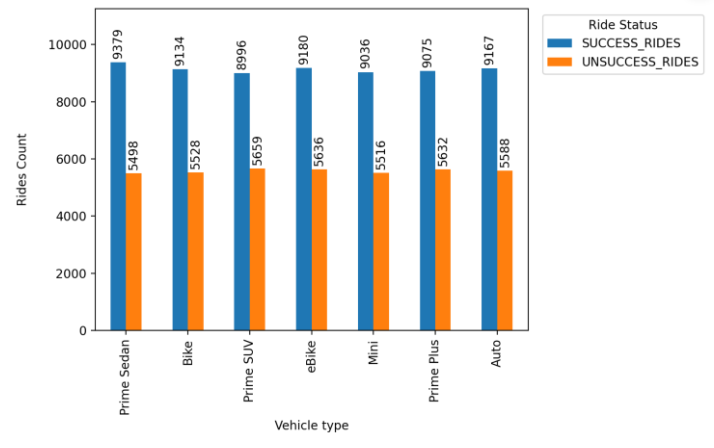 Ride Status
SUCCESS_RIDES
UNSUCCESS_RIDES
Rides Count
10000
8000
6000
4000
2000
0
9379
5498
9134
5528
8996
5659
9180
5636
9036
5516
9075
5632
9167
5588
Prime Sedan
Bike
Prime SUV
eBike
Mini
Prime Plus
Auto
Vehicle type